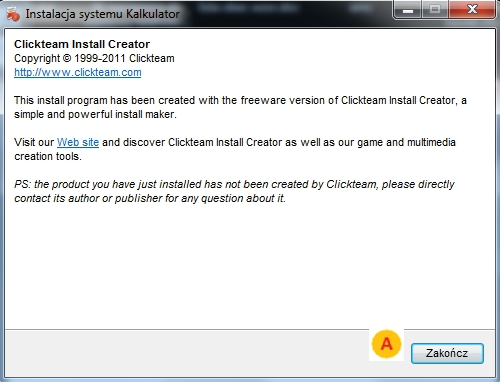 Instalacja systemu Kalkulator
Clickteam Install Creator
Copyright © 1999-2011 Clickteam
http://www.clickteam.com
This install program has been created with the freeware version of Clickteam Install Creator, a
simple and powerful install maker.
Visit our Web site and discover Clickteam Install Creator as well as our game and multimedia
creation tools.
PS: the product you have just installed has not been created by Clickteam, please directly
contact its author or publisher for any question about it.
A
Zakończ